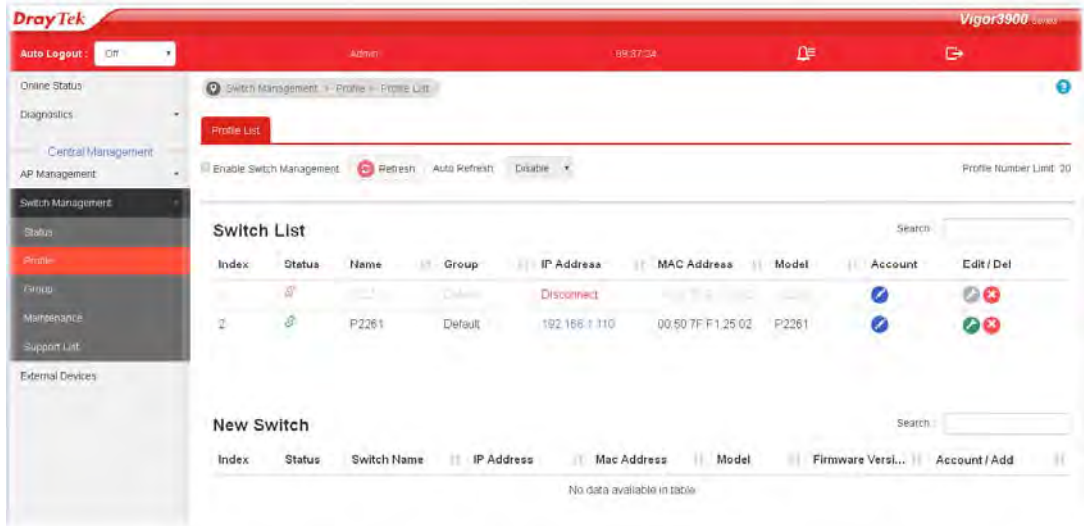 DrayTek Vigor3900 Series
Auto Logout : Off Admin
Online Status Switch Management > Profile > Profile List
Diagnostics
Profile List
Central Management
Enable Switch Management Refresh Auto Refresh Disable Profile Number Limit: 20
AP Management
Switch Management
Status Switch List Search
Profile Index Status Name Group IP Address MAC Address Model Account Edit / Del
Group Disconnect
Maintenance 2 P2261 Default 192.168.1.110 00:50:7F:F1:25:02 P2261
Support List
External Devices
New Switch Search
Index Status Switch Name IP Address Mac Address Model Firmware Versi... Account / Add
No data available in table